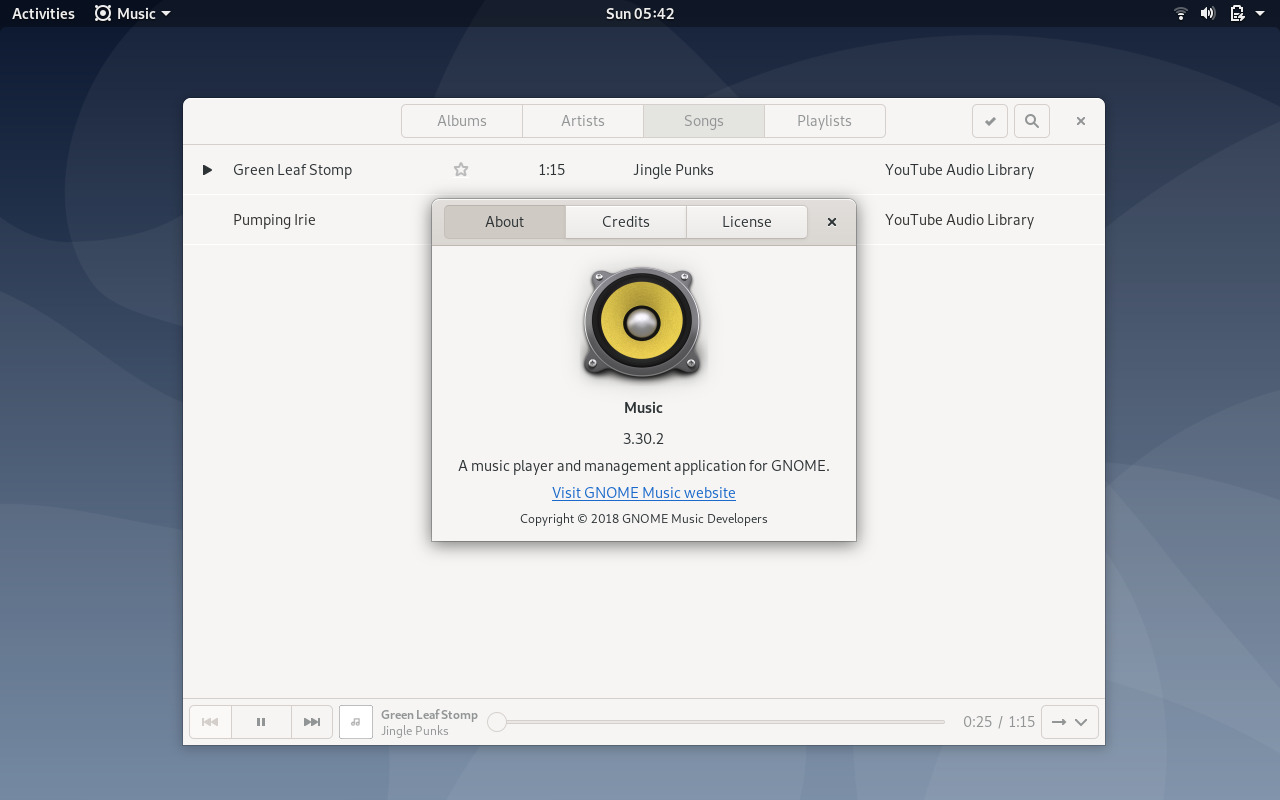 Activities Music Sun 05:42
Albums Artists Songs Playlists
Green Leaf Stomp 1:15 Jingle Punks YouTube Audio Library
Pumping Irie YouTube Audio Library
About Credits License
Music
3.30.2
A music player and management application for GNOME.
Visit GNOME Music website
Copyright © 2018 GNOME Music Developers
Green Leaf Stomp
Jingle Punks
0:25 / 1:15